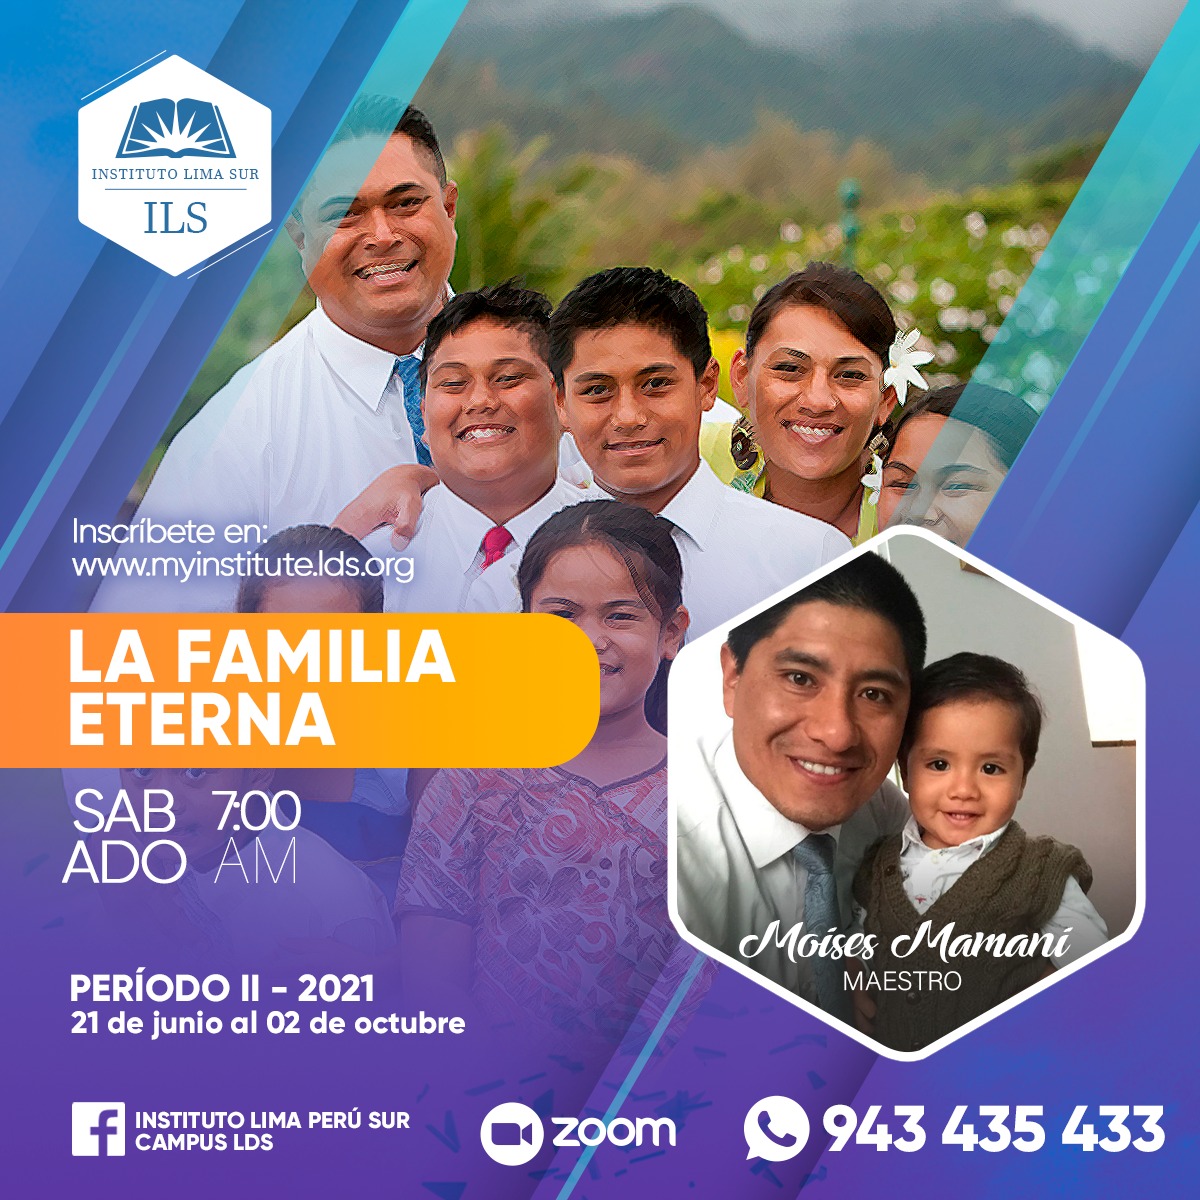 INSTITUTO LIMA SUR
ILS
Inscríbete en:
www.myinstitute.lds.org
LA FAMILIA
ETERNA
SAB 7:00
ADO AM
Moises Mamani
MAESTRO
PERÍODO II - 2021
21 de junio al 02 de octubre
INSTITUTO LIMA PERÚ SUR
CAMPUS LDS
zoom
943 435 433